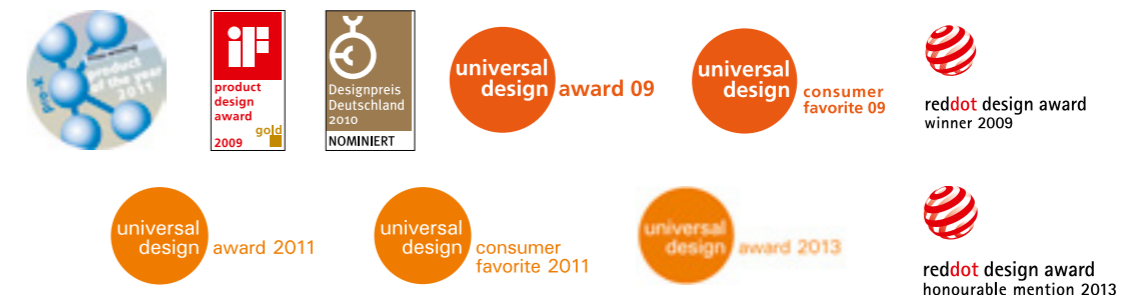 product
of the year
2011
iF
product
design
award
gold
2009
Designpreis
Deutschland
2010
NOMINIERT
universal
design award 09
universal
design consumer
favorite 09
reddot design award
winner 2009
universal
design award 2011
universal
design consumer
favorite 2011
universal
design award 2013
reddot design award
honourable mention 2013